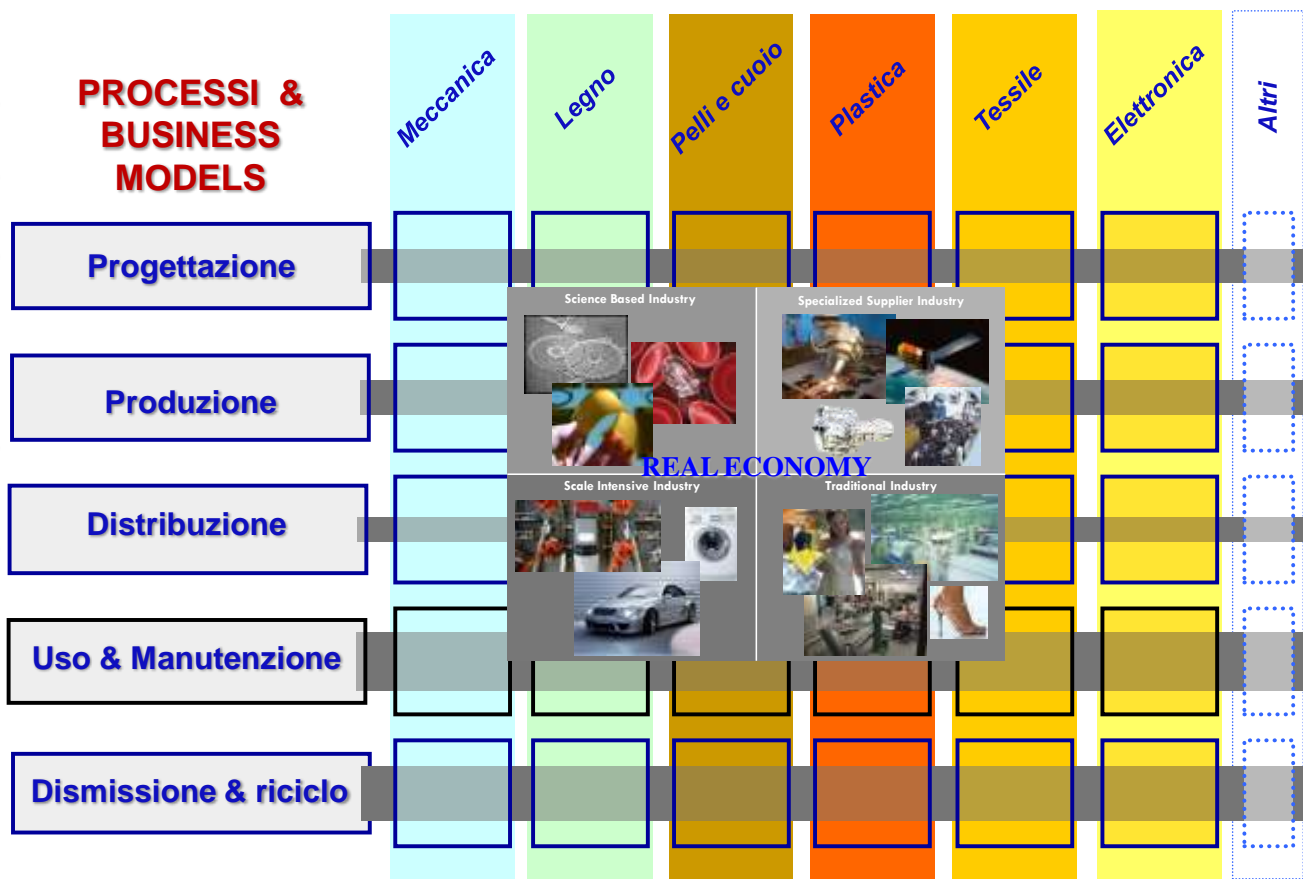 PROCESSI &
BUSINESS
MODELS
Meccanica
Legno
Pelli e cuoio
Plastica
Tessile
Elettronica
Altri
Progettazione
Science Based Industry
Specialized Supplier Industry
Produzione
REAL ECONOMY
Scale Intensive Industry
Traditional Industry
Distribuzione
Uso & Manutenzione
Dismissione & riciclo